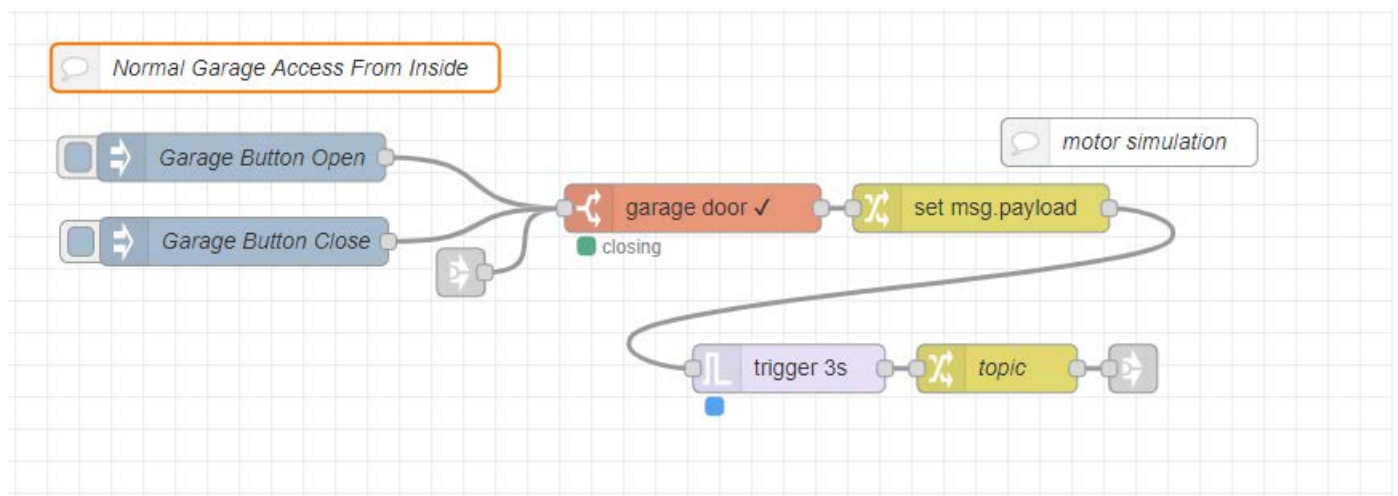 Normal Garage Access From Inside
motor simulation
Garage Button Open
garage door ✓
set msg.payload
Garage Button Close
closing
trigger 3s
topic